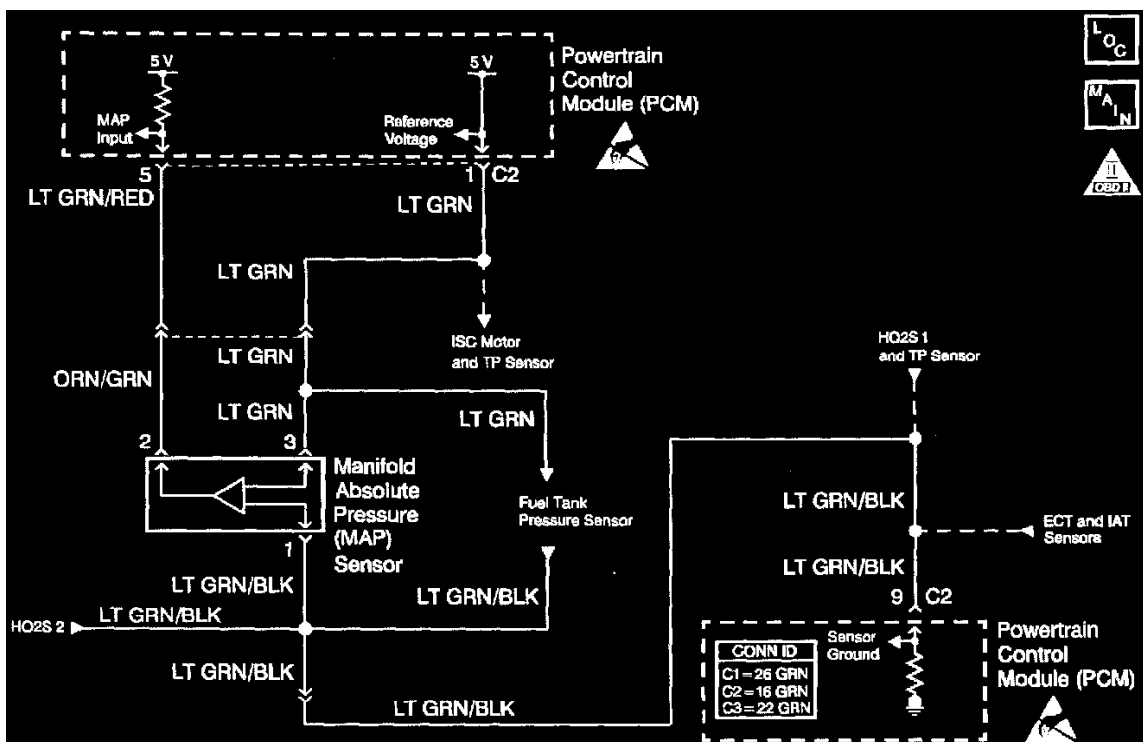 5 V
5 V
Powertrain
Control
Module (PCM)
MAP
Input
Reference
Voltage
LOC
MAIN
II
OBD II
5
1
C2
LT GRN/RED
LT GRN
LT GRN
ISC Motor
and TP Sensor
LT GRN
ORN/GRN
LT GRN
LT GRN
HO2S 1
and TP Sensor
2
3
Manifold
Absolute
Pressure
(MAP)
Sensor
Fuel Tank
Pressure Sensor
LT GRN/BLK
ECT and IAT
Sensors
1
LT GRN/BLK
LT GRN/BLK
LT GRN/BLK
LT GRN/BLK
9
C2
HO2S 2
LT GRN/BLK
LT GRN/BLK
Sensor
Ground
Powertrain
Control
Module (PCM)
CONN ID
C1=26 GRN
C2=16 GRN
C3=22 GRN